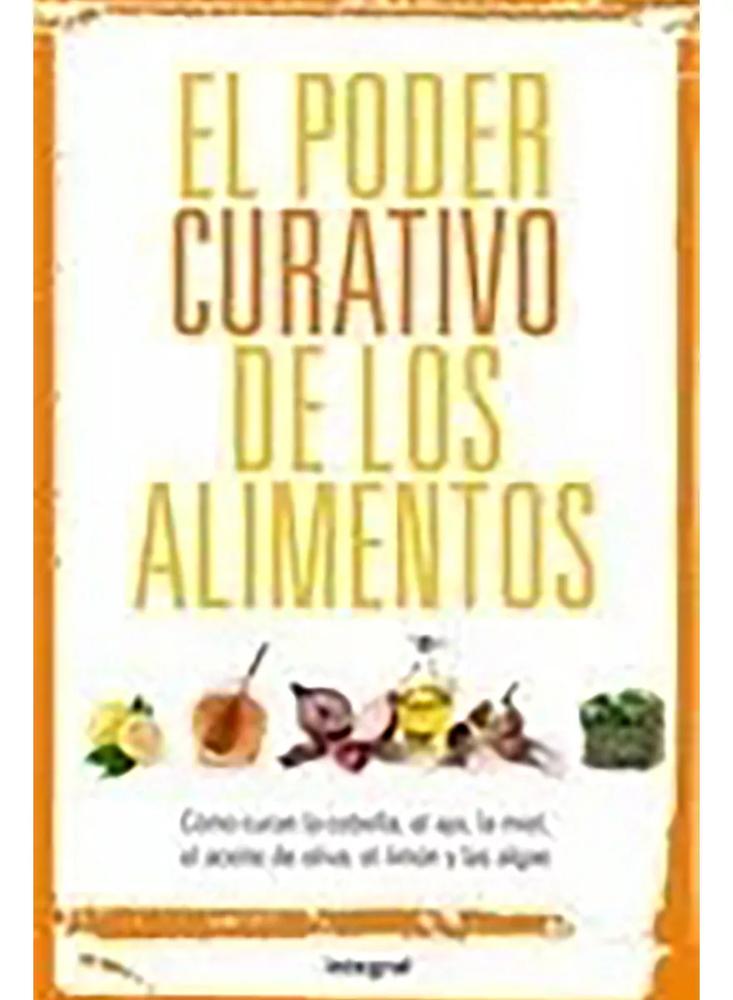 EL PODER
CURATIVO
DE LOS
ALIMENTOS
Cómo curan la cebolla, el ajo, la miel,
el aceite de oliva, el limón y las algas
integral